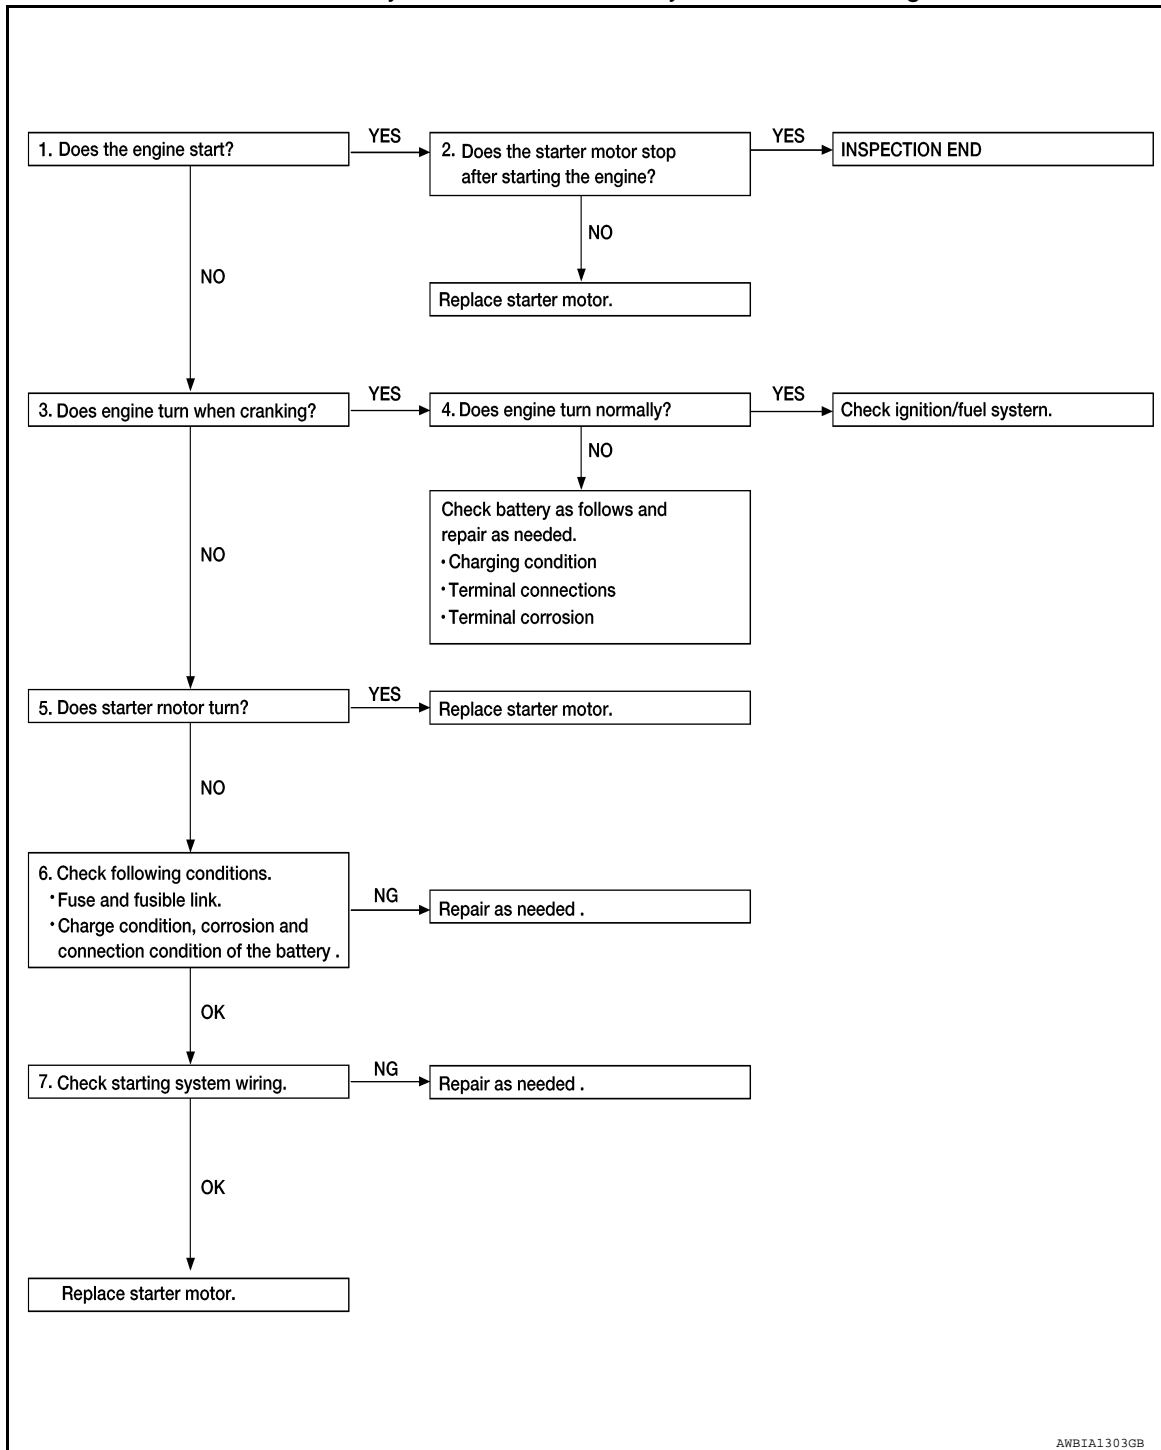 1. Does the engine start?
YES
2. Does the starter motor stop
after starting the engine?
YES
INSPECTION END
NO
Replace starter motor.
NO
3. Does engine turn when cranking?
YES
4. Does engine turn normally?
YES
Check ignition/fuel systern.
NO
Check battery as follows and
repair as needed.
• Charging condition
• Terminal connections
• Terminal corrosion
NO
5. Does starter rnotor turn?
YES
Replace starter motor.
NO
6. Check following conditions.
• Fuse and fusible link.
• Charge condition, corrosion and
connection condition of the battery .
NG
Repair as needed .
OK
7. Check starting system wiring.
NG
Repair as needed .
OK
Replace starter motor.
AWBIA1303GB